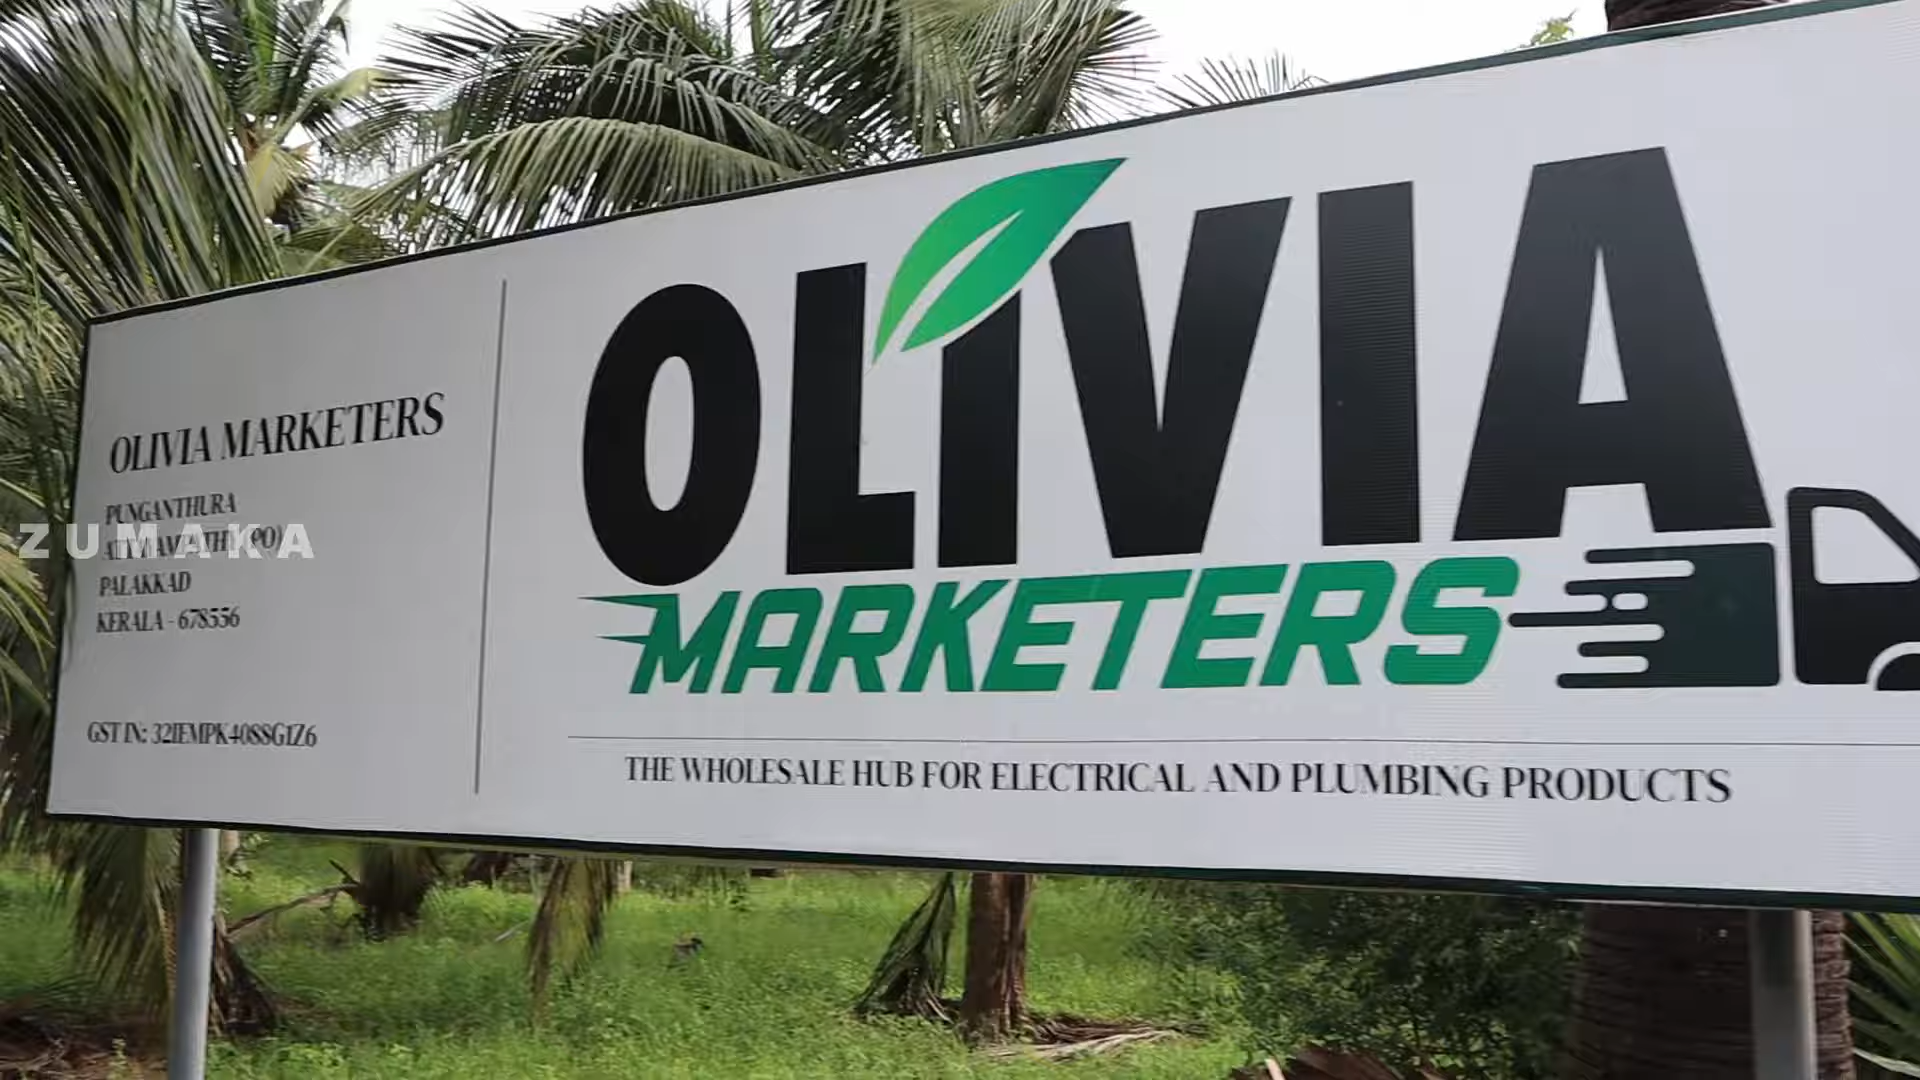 OLIVIA MARKETERS
PUNGANTHURA
(PO)
PALAKKAD
KERALA - 678556
GST IN: 32IEMPK4088G1Z6
ZUMAKA
OLIVIA
MARKETERS
THE WHOLESALE HUB FOR ELECTRICAL AND PLUMBING PRODUCTS